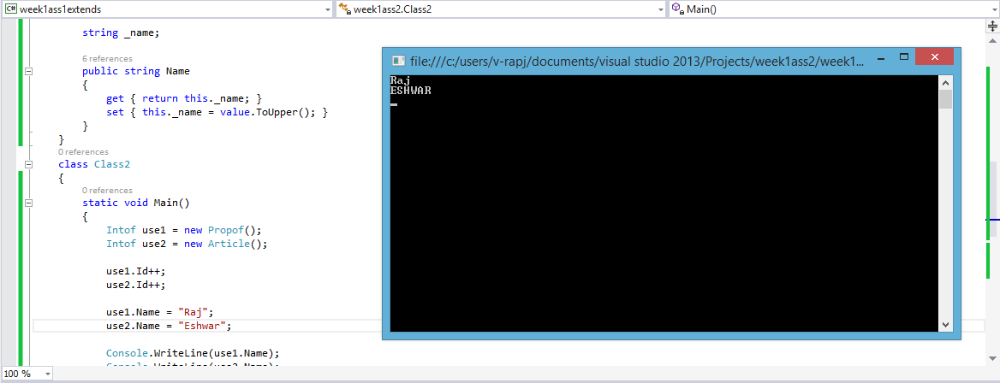 week1ass1extends
week1ass2.Class2
Main()
string _name;
6 references
public string Name
{
get { return this._name; }
set { this._name = value.ToUpper(); }
}
}
0 references
class Class2
{
0 references
static void Main()
{
Intof use1 = new Propof();
Intof use2 = new Article();
use1.Id++;
use2.Id++;
use1.Name = "Raj";
use2.Name = "Eshwar";
Console.WriteLine(use1.Name);
Console.WriteLine(use2.Name);
100 %
file:///c:/users/v-rapj/documents/visual studio 2013/Projects/week1ass2/week1...
Raj
ESHWAR